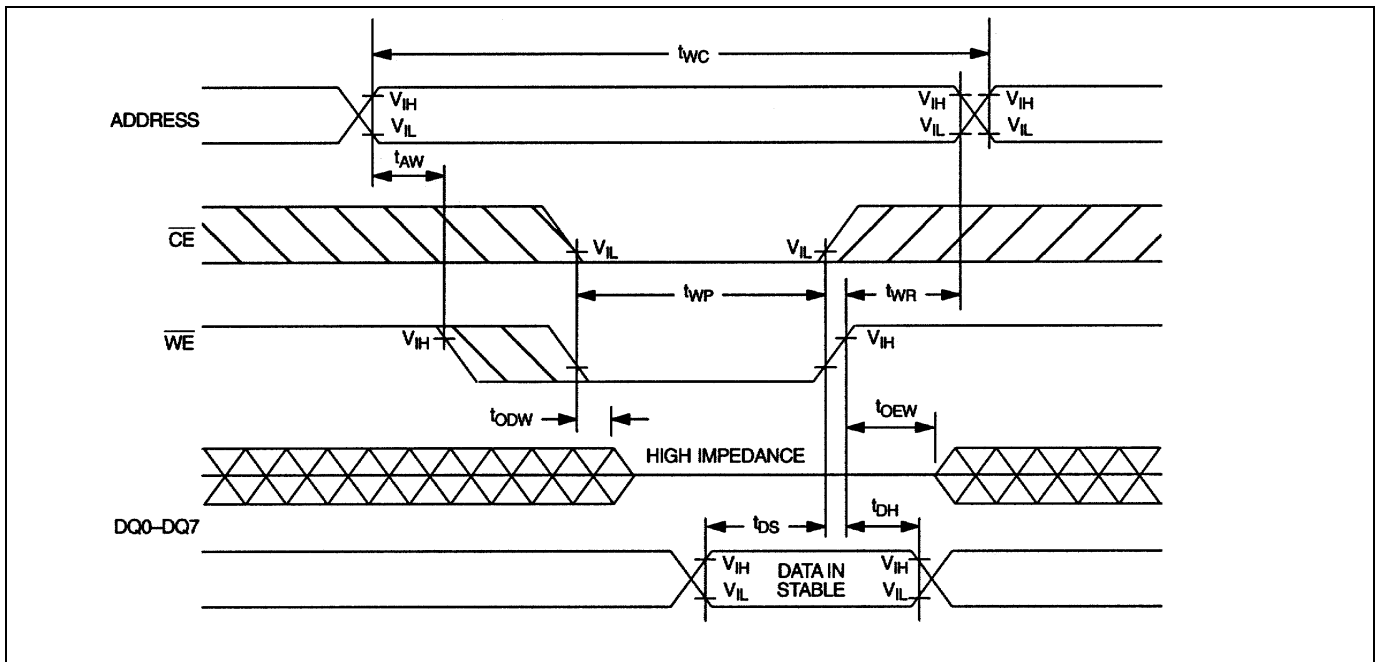 tWC
ADDRESS
VIH
VIL
VIH
VIL
VIH
VIL
tAW
CE
VIL
VIL
tWP
tWR
WE
VIH
VIH
tODW
tOEW
HIGH IMPEDANCE
DQ0–DQ7
tDS
tDH
VIH
VIL
DATA IN
STABLE
VIH
VIL